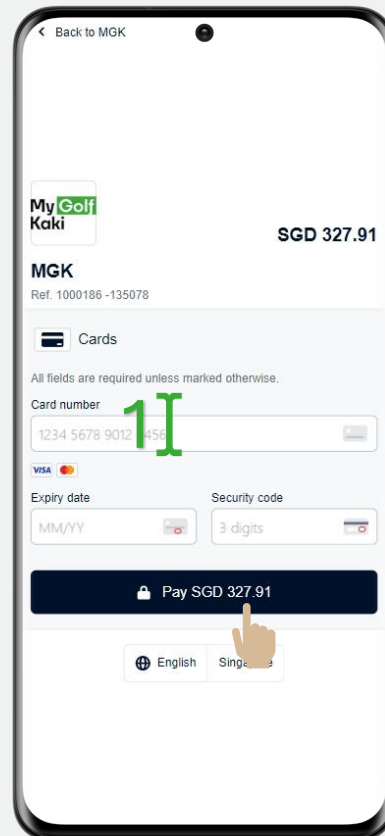 Back to MGK
My Golf
Kaki
SGD 327.91
MGK
Ref. 1000186 -135078
Cards
All fields are required unless marked otherwise.
Card number
1
1234 5678 9012 3456
VISA
Expiry date Security code
MM/YY 3 digits
Pay SGD 327.91
English